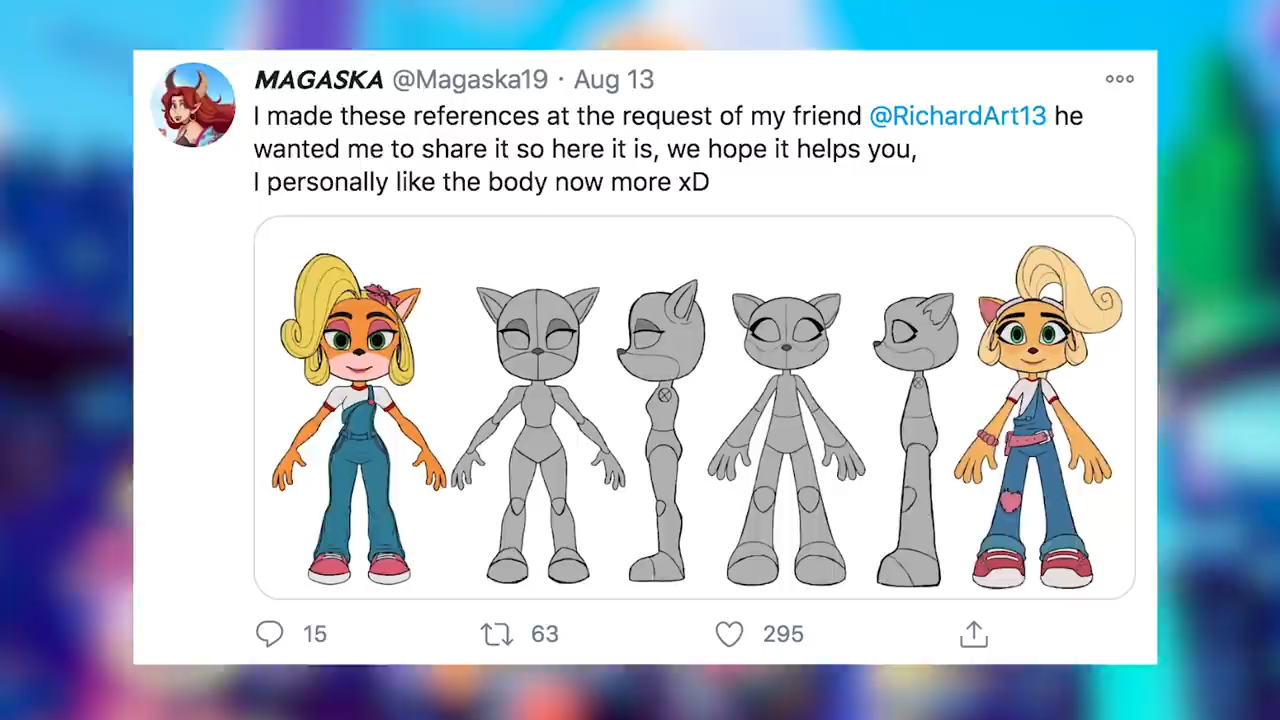 MAGASKA @Magaska19 · Aug 13
I made these references at the request of my friend @RichardArt13 he
wanted me to share it so here it is, we hope it helps you,
I personally like the body now more xD
15 63 295